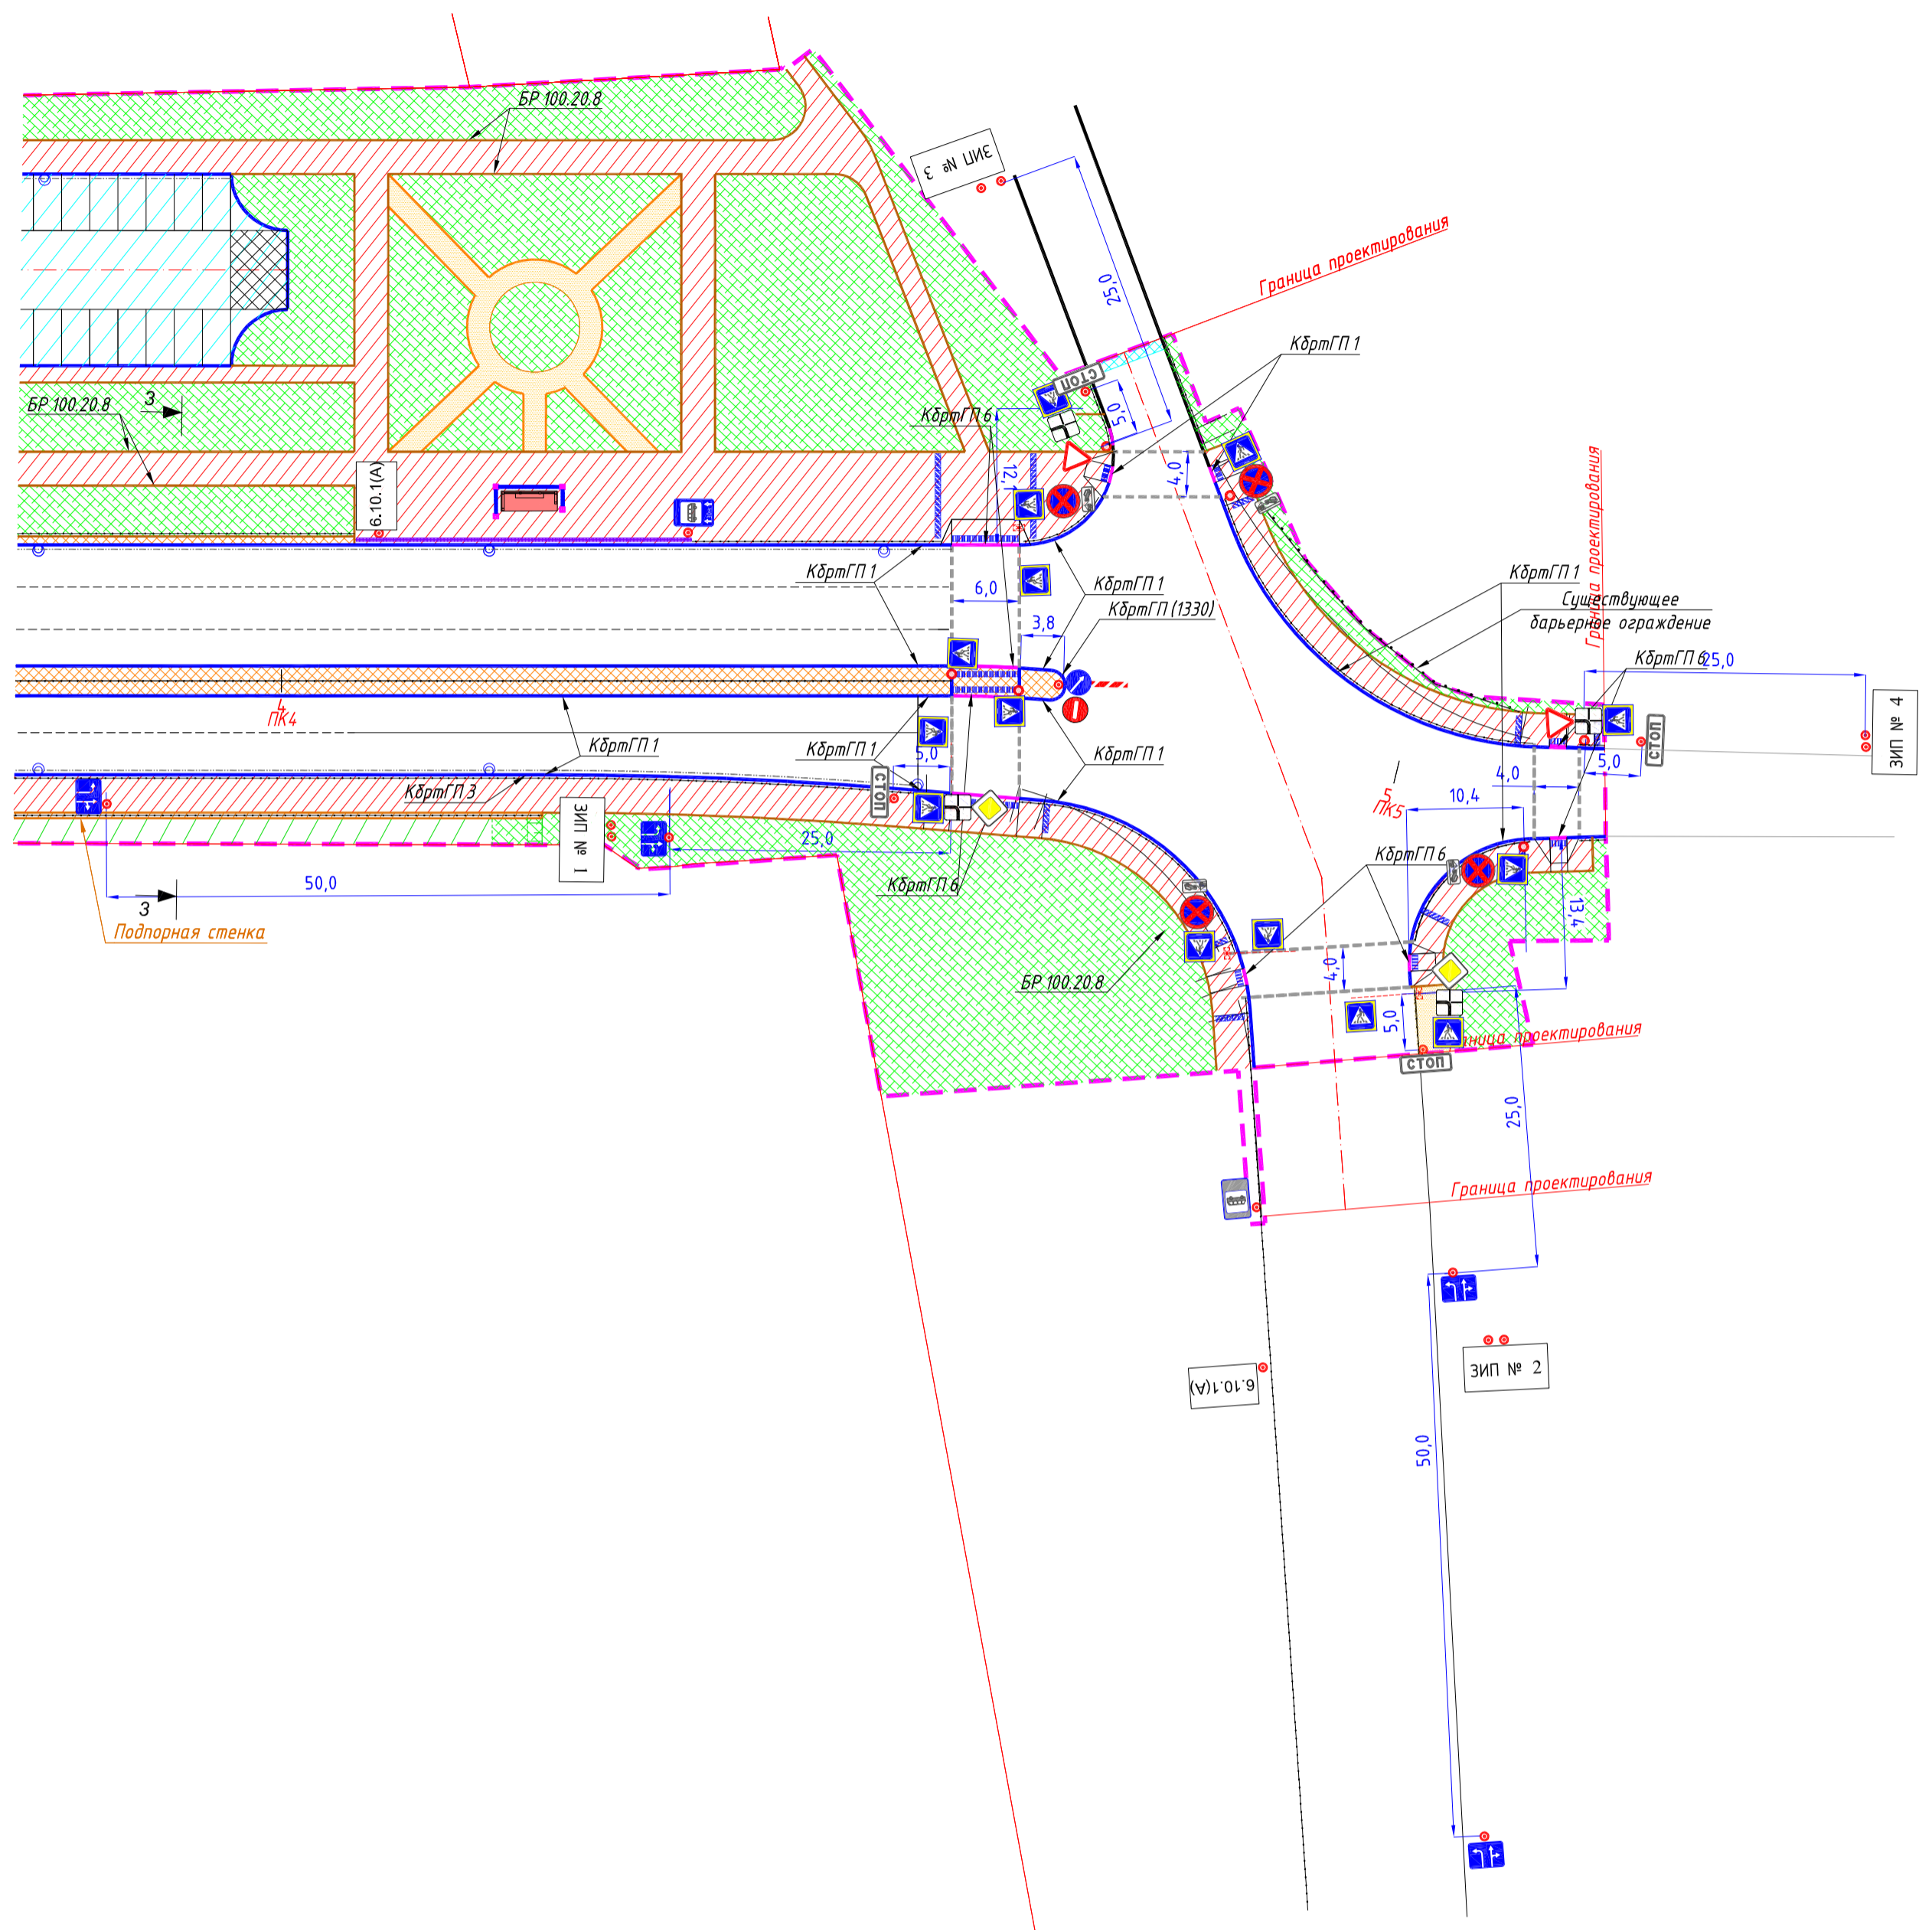 БР 100.20.8
ЗИП № 3
25,0
Граница проектирования
КбртГП 1
СТОП
БР 100.20.8
3
КбртГП 6
5,0
12,1
4,0
6.10.1(А)
Граница проектирования
КбртГП 1
6,0
КбртГП 1
КбртГП (1330)
3,8
КбртГП 1
Существующее
барьерное ограждение
КбртГП 6
25,0
ЗИП № 4
СТОП
4
ПК4
КбртГП 1
КбртГП 1
КбртГП 1
5,0
СТОП
КбртГП 3
5
ПК5
4,0
5,0
10,4
ЗИП № 1
25,0
КбртГП 6
КбртГП 6
50,0
3
Подпорная стенка
13,4
БР 100.20.8
4,0
5,0
СТОП
Граница проектирования
25,0
Граница проектирования
6.10.1(А)
ЗИП № 2
50,0